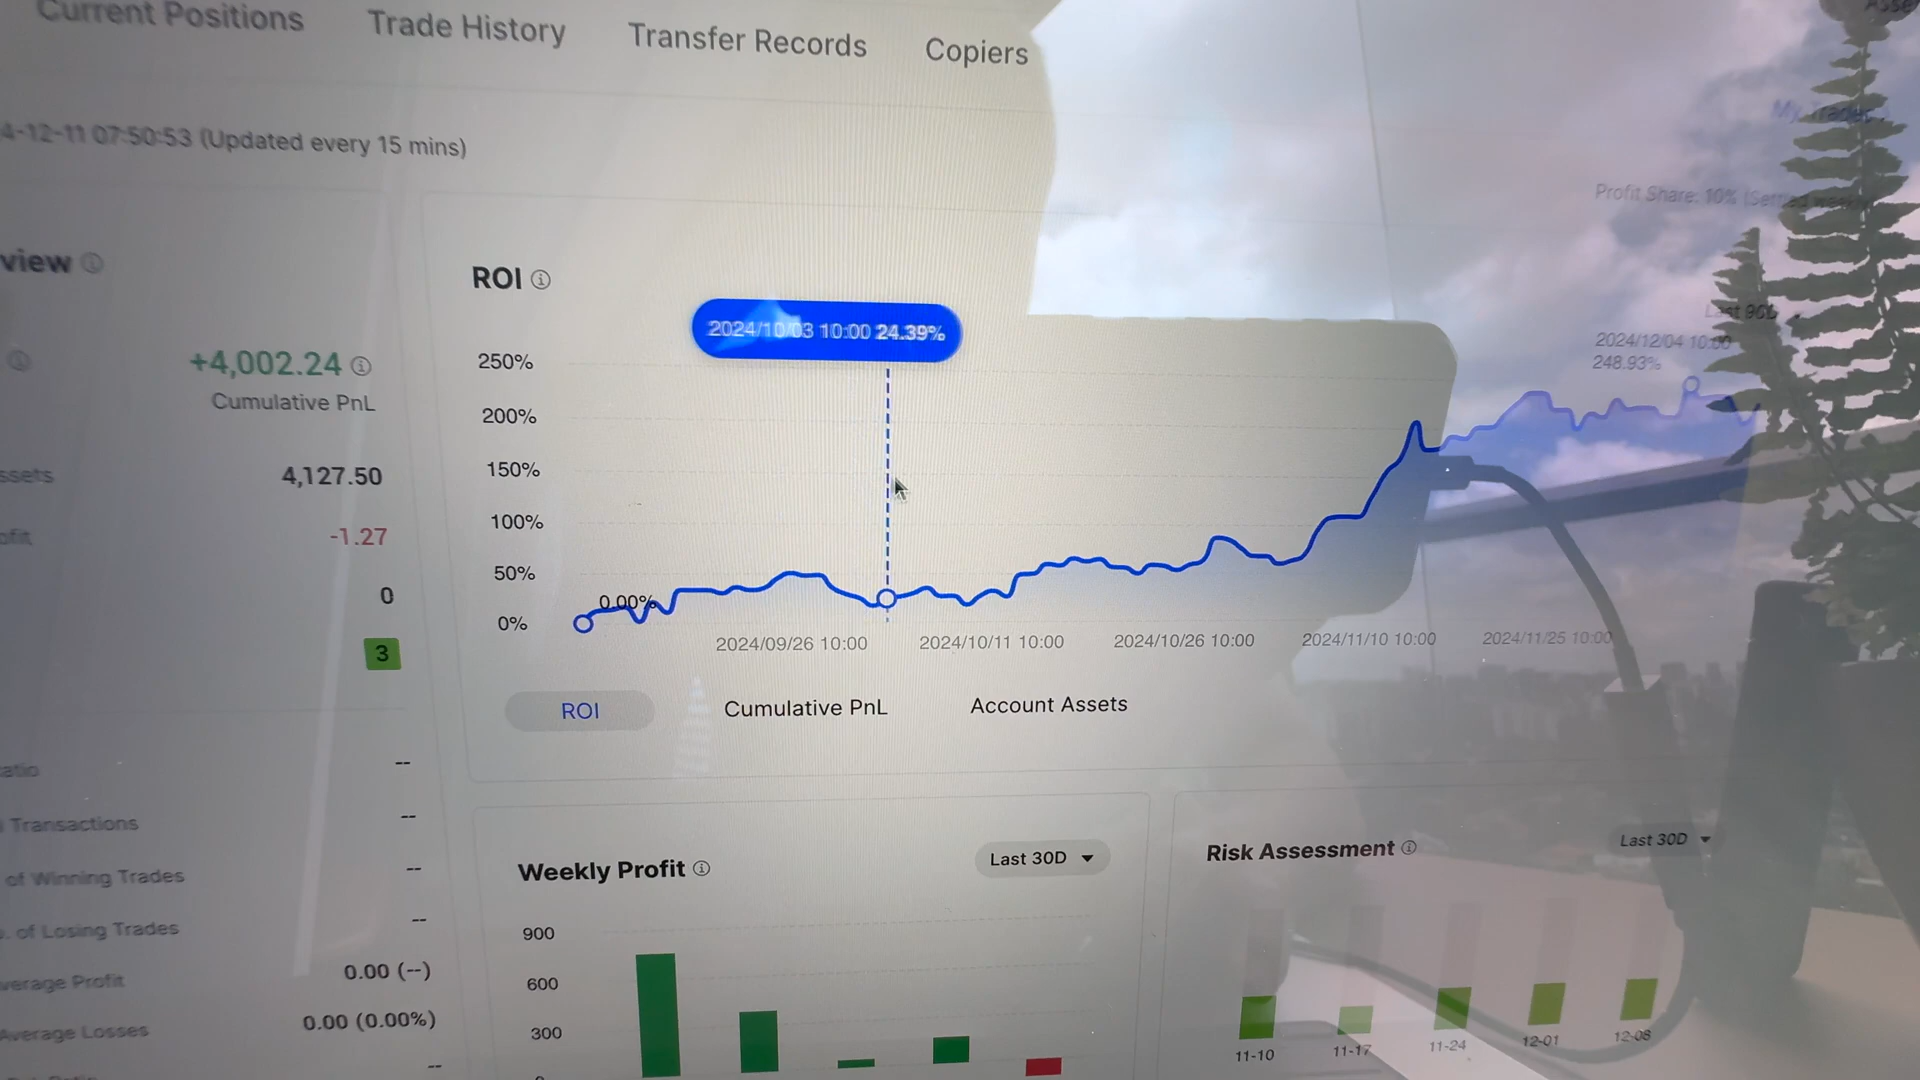 Current Positions Trade History Transfer Records Copiers
4-12-11 07:50:53 (Updated every 15 mins)
Profit Share: 10%
view
ROI
Last 90D
2024/10/03 10:00 24.39%
2024/12/04 10:00
248.93%
+4,002.24
Cumulative PnL
ssets 4,127.50
ofit -1.27
0
3
250%
200%
150%
100%
50%
0%
0.00%
2024/09/26 10:00 2024/10/11 10:00 2024/10/26 10:00 2024/11/10 10:00 2024/11/25 10:00
ROI Cumulative PnL Account Assets
atio --
Transactions --
of Winning Trades --
. of Losing Trades --
verage Profit 0.00 (--)
Average Losses 0.00 (0.00%)
--
Weekly Profit Last 30D
900
600
300
0
Risk Assessment Last 30D
11-10 11-17 11-24 12-01 12-08